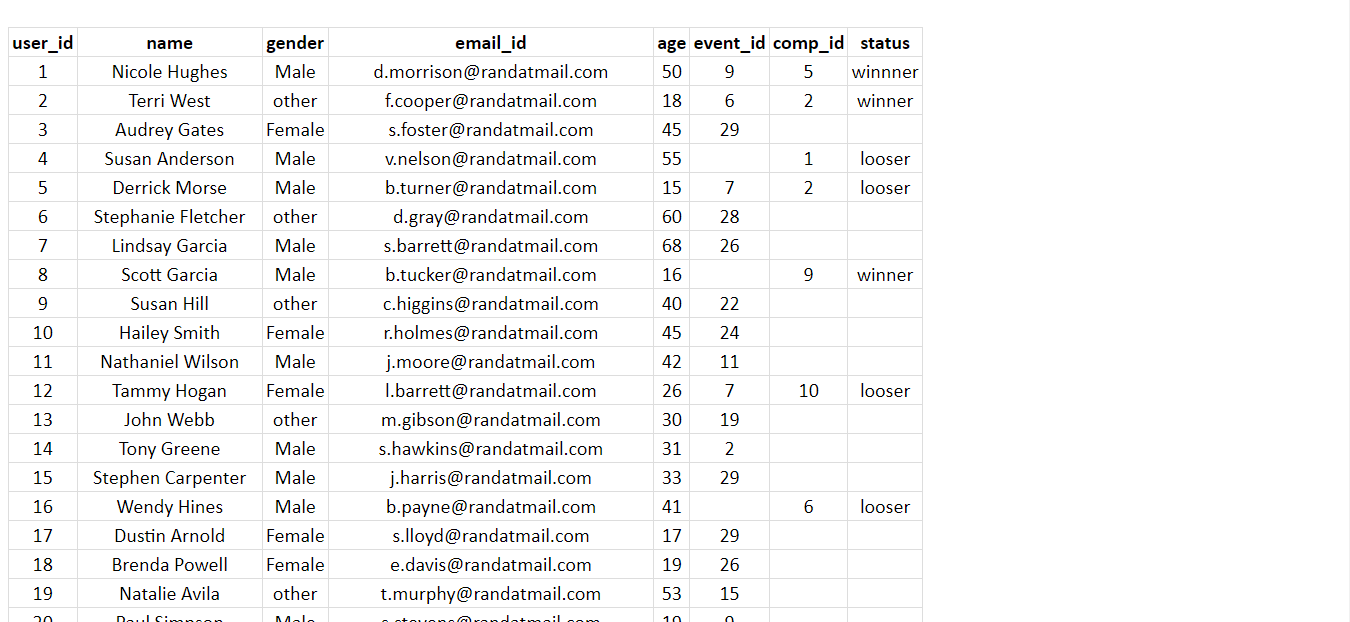 user_id name gender email_id age event_id comp_id status
1 Nicole Hughes Male d.morrison@randatmail.com 50 9 5 winnner
2 Terri West other f.cooper@randatmail.com 18 6 2 winner
3 Audrey Gates Female s.foster@randatmail.com 45 29
4 Susan Anderson Male v.nelson@randatmail.com 55 1 looser
5 Derrick Morse Male b.turner@randatmail.com 15 7 2 looser
6 Stephanie Fletcher other d.gray@randatmail.com 60 28
7 Lindsay Garcia Male s.barrett@randatmail.com 68 26
8 Scott Garcia Male b.tucker@randatmail.com 16 9 winner
9 Susan Hill other c.higgins@randatmail.com 40 22
10 Hailey Smith Female r.holmes@randatmail.com 45 24
11 Nathaniel Wilson Male j.moore@randatmail.com 42 11
12 Tammy Hogan Female l.barrett@randatmail.com 26 7 10 looser
13 John Webb other m.gibson@randatmail.com 30 19
14 Tony Greene Male s.hawkins@randatmail.com 31 2
15 Stephen Carpenter Male j.harris@randatmail.com 33 29
16 Wendy Hines Male b.payne@randatmail.com 41 6 looser
17 Dustin Arnold Female s.lloyd@randatmail.com 17 29
18 Brenda Powell Female e.davis@randatmail.com 19 26
19 Natalie Avila other t.murphy@randatmail.com 53 15
20 Paul Simpson Male